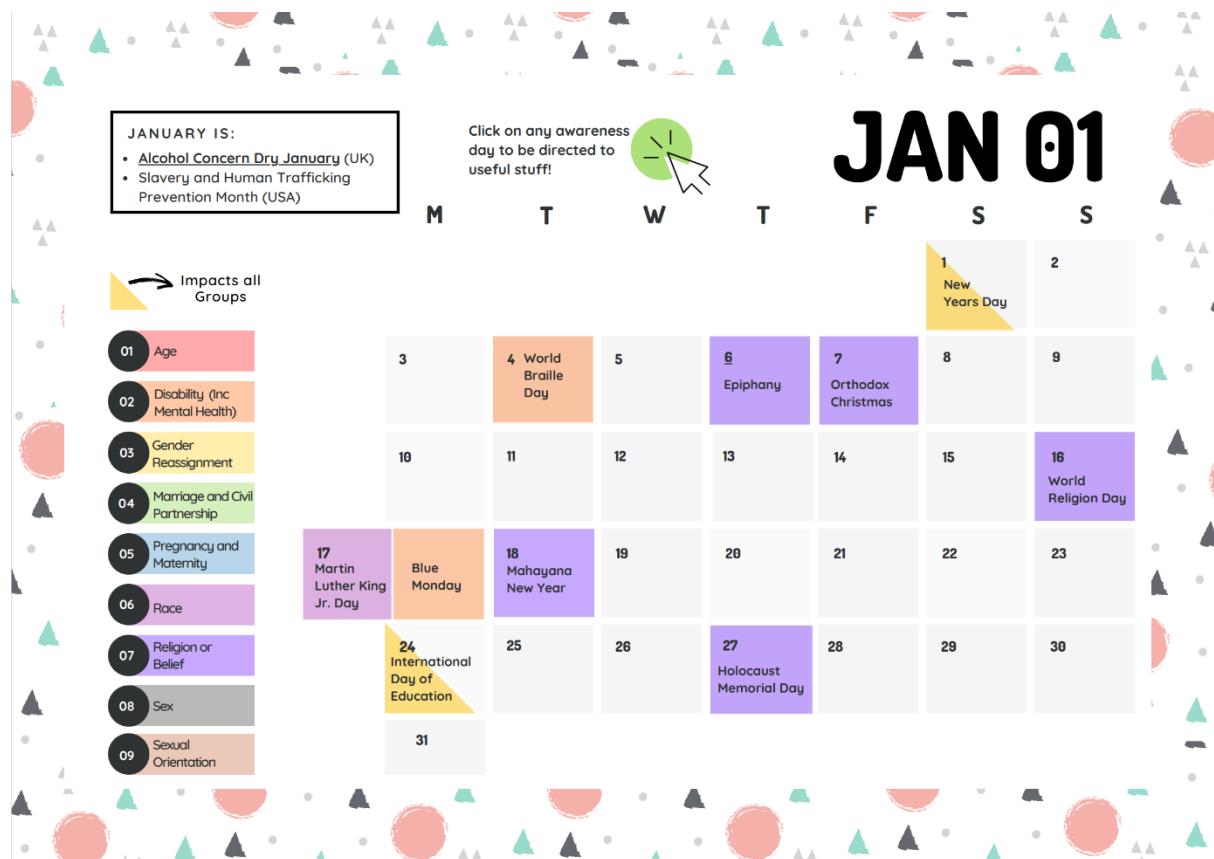 JANUARY IS:
• Alcohol Concern Dry January (UK)
• Slavery and Human Trafficking
Prevention Month (USA)
Click on any awareness
day to be directed to
useful stuff!
JAN 01
M T W T F S S
Impacts all
Groups
01 Age
02 Disability (Inc
Mental Health)
03 Gender
Reassignment
04 Marriage and Civil
Partnership
05 Pregnancy and
Maternity
06 Race
07 Religion or
Belief
08 Sex
09 Sexual
Orientation
1
New
Years Day
2
3
4 World
Braille
Day
5
6
Epiphany
7
Orthodox
Christmas
8
9
10
11
12
13
14
15
16
World
Religion Day
17
Martin
Luther King
Jr. Day
Blue
Monday
18
Mahayana
New Year
19
20
21
22
23
24
International
Day of
Education
25
26
27
Holocaust
Memorial Day
28
29
30
31